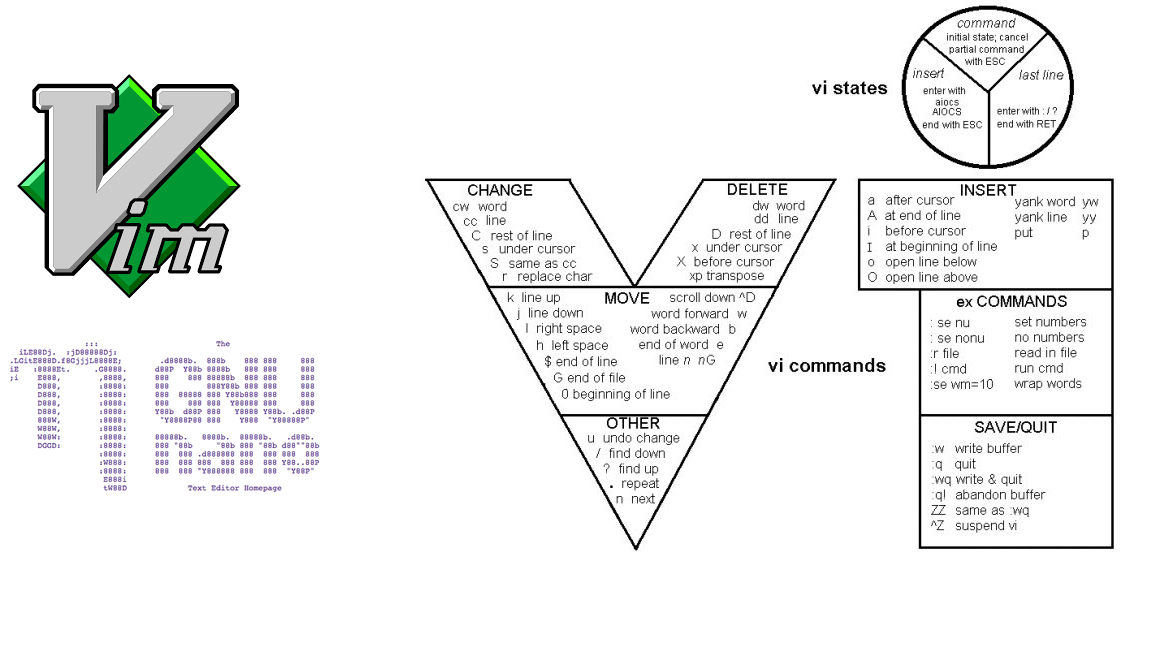 Vim
The
GNU
nano
Text Editor Homepage
vi states
command
initial state; cancel
partial command
with ESC
insert
enter with
aiocs
AIOCS
end with ESC
last line
enter with : / ?
end with RET
vi commands
CHANGE
cw word
cc line
C rest of line
s under cursor
S same as cc
r replace char
DELETE
dw word
dd line
D rest of line
x under cursor
X before cursor
xp transpose
MOVE
k line up
j line down
l right space
h left space
$ end of line
G end of file
0 beginning of line
scroll down ^D
word forward w
word backward b
end of word e
line n nG
OTHER
u undo change
/ find down
? find up
. repeat
n next
INSERT
a after cursor
A at end of line
i before cursor
I at beginning of line
o open line below
O open line above
yank word yw
yank line yy
put p
ex COMMANDS
: se nu set numbers
: se nonu no numbers
:r file read in file
:! cmd run cmd
:se wm=10 wrap words
SAVE/QUIT
:w write buffer
:q quit
:wq write & quit
:q! abandon buffer
ZZ same as :wq
^Z suspend vi